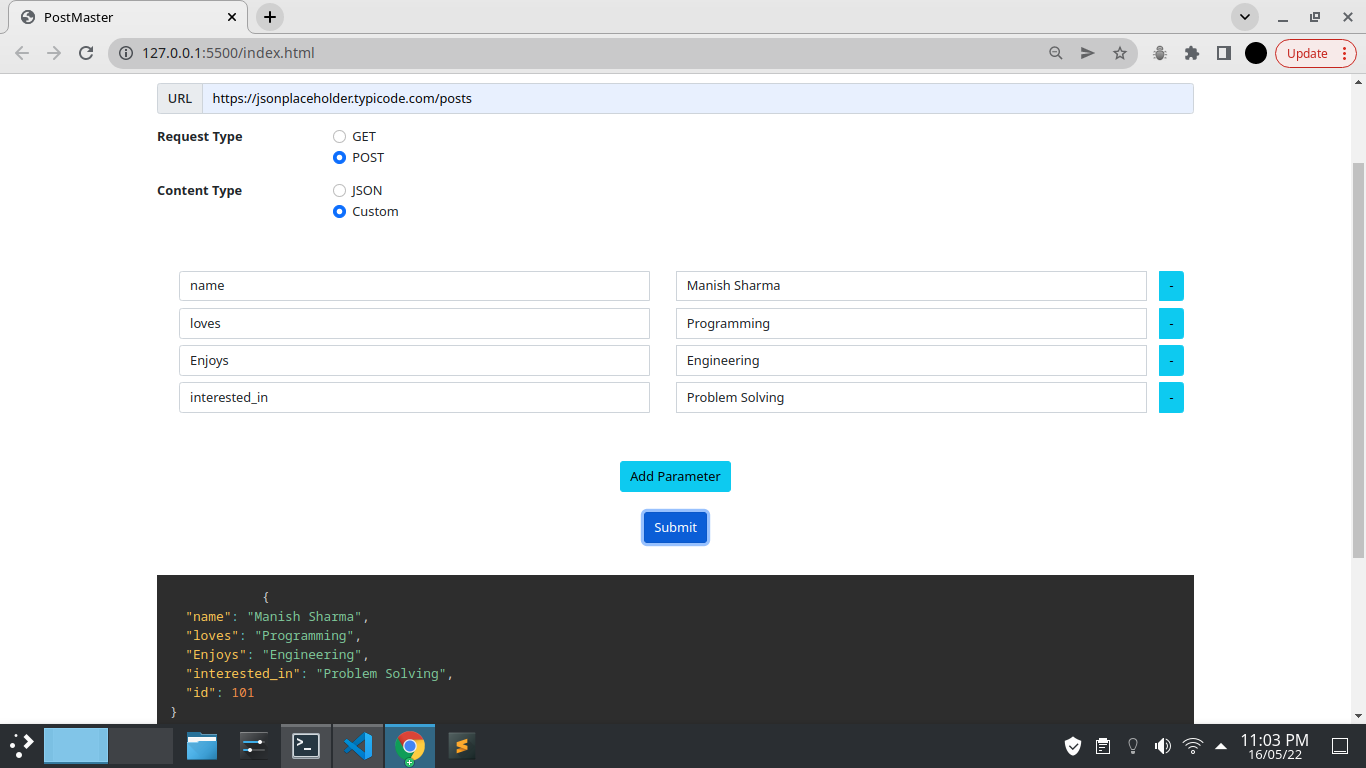 PostMaster
127.0.0.1:5500/index.html
Update
URL https://jsonplaceholder.typicode.com/posts
Request Type GET
POST
Content Type JSON
Custom
name Manish Sharma -
loves Programming -
Enjoys Engineering -
interested_in Problem Solving -
Add Parameter
Submit
{
"name": "Manish Sharma",
"loves": "Programming",
"Enjoys": "Engineering",
"interested_in": "Problem Solving",
"id": 101
}
11:03 PM
16/05/22